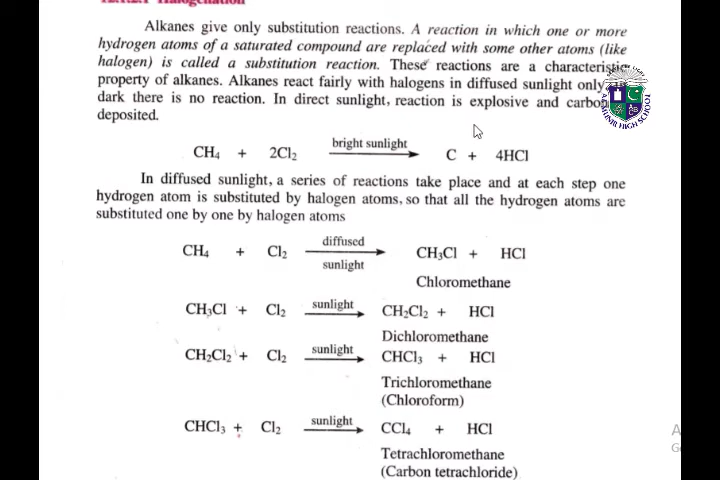 12.1.2.1 Halogenation
Alkanes give only substitution reactions. A reaction in which one or more
hydrogen atoms of a saturated compound are replaced with some other atoms (like
halogen) is called a substitution reaction. These reactions are a characteristic
property of alkanes. Alkanes react fairly with halogens in diffused sunlight only
dark there is no reaction. In direct sunlight, reaction is explosive and carbon
deposited.
CH₄ + 2Cl₂ bright sunlight C + 4HCl
In diffused sunlight, a series of reactions take place and at each step one
hydrogen atom is substituted by halogen atoms, so that all the hydrogen atoms are
substituted one by one by halogen atoms
CH₄ + Cl₂ diffused sunlight CH₃Cl + HCl
Chloromethane
CH₃Cl + Cl₂ sunlight CH₂Cl₂ + HCl
Dichloromethane
CH₂Cl₂ + Cl₂ sunlight CHCl₃ + HCl
Trichloromethane
(Chloroform)
CHCl₃ + Cl₂ sunlight CCl₄ + HCl
Tetrachloromethane
(Carbon tetrachloride)